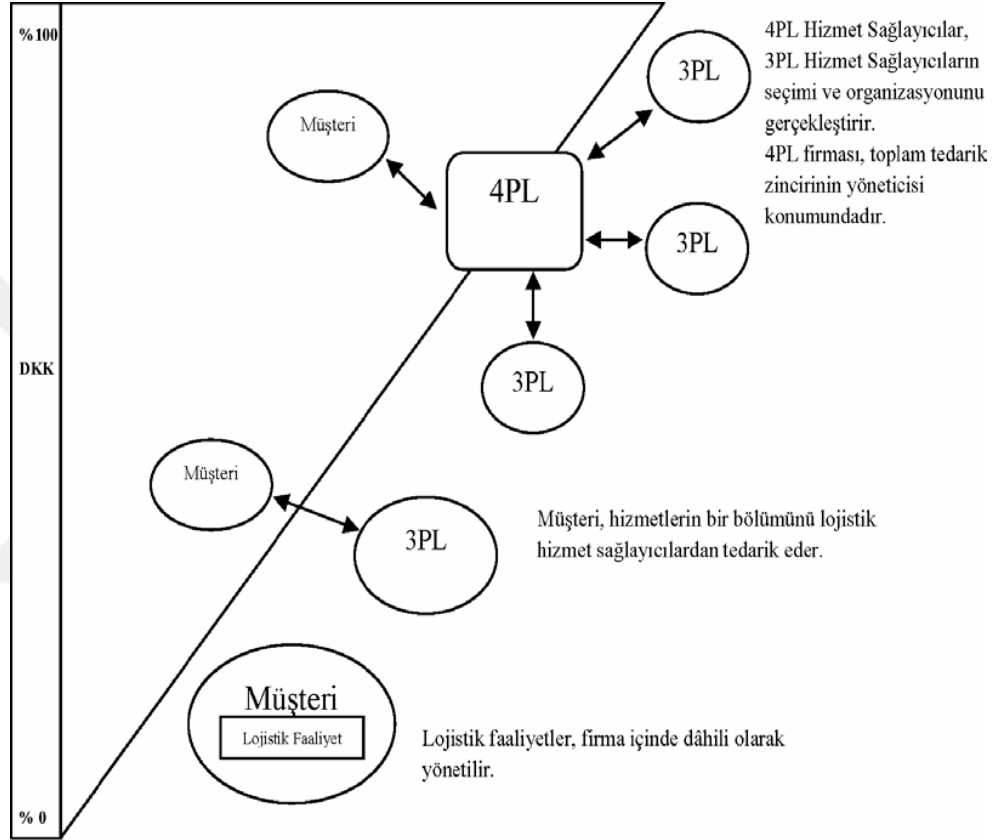 %100
4PL Hizmet Sağlayıcılar,
3PL Hizmet Sağlayıcıların
seçimi ve organizasyonunu
gerçekleştirir.
4PL firması, toplam tedarik
zincirinin yöneticisi
konumundadır.
3PL
Müşteri
4PL
3PL
3PL
DKK
Müşteri
3PL
Müşteri, hizmetlerin bir bölümünü lojistik
hizmet sağlayıcılardan tedarik eder.
Müşteri
Lojistik Faaliyet
Lojistik faaliyetler, firma içinde dâhili olarak
yönetilir.
% 0